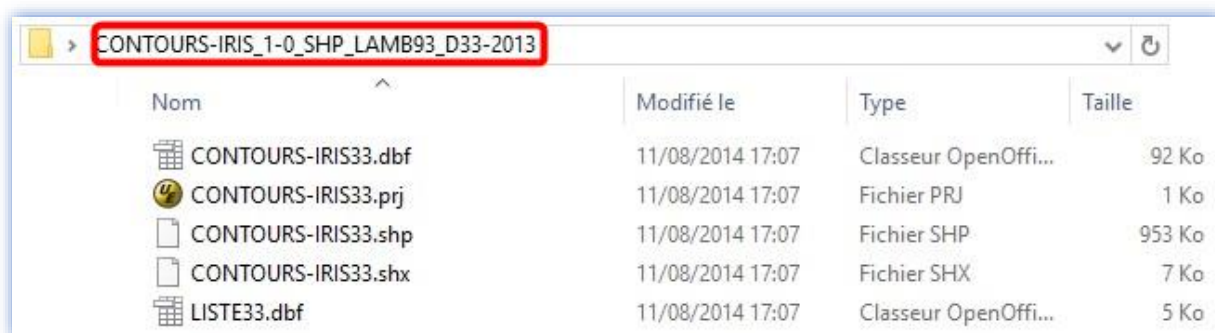 CONTOURS-IRIS_1-0_SHP_LAMB93_D33-2013
Nom Modifié le Type Taille
CONTOURS-IRIS33.dbf 11/08/2014 17:07 Classeur OpenOffi... 92 Ko
CONTOURS-IRIS33.prj 11/08/2014 17:07 Fichier PRJ 1 Ko
CONTOURS-IRIS33.shp 11/08/2014 17:07 Fichier SHP 953 Ko
CONTOURS-IRIS33.shx 11/08/2014 17:07 Fichier SHX 7 Ko
LISTE33.dbf 11/08/2014 17:07 Classeur OpenOffi... 5 Ko